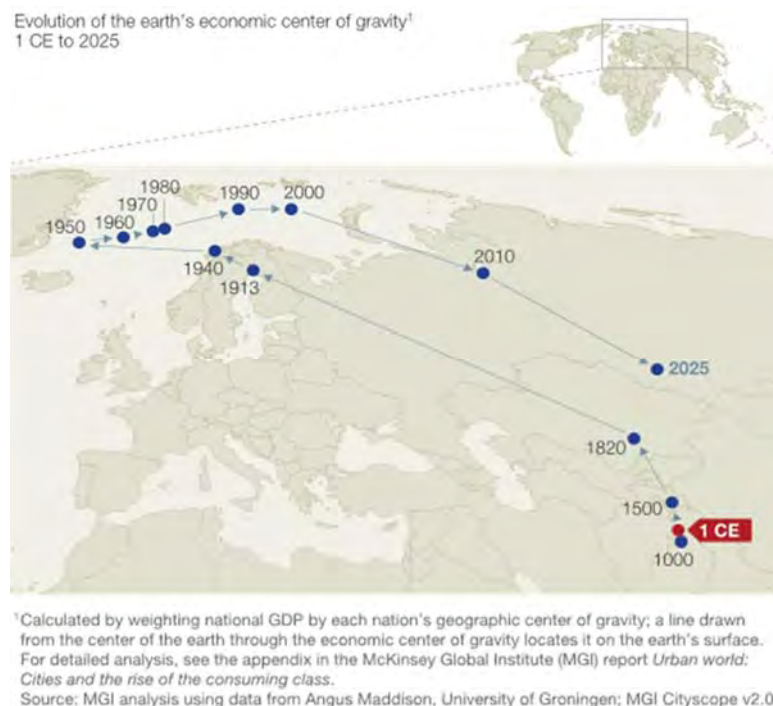 Evolution of the earth's economic center of gravity¹
1 CE to 2025
1980
1970
1990
2000
1960
1950
2010
1940
1913
2025
1820
1500
1 CE
1000
¹Calculated by weighting national GDP by each nation's geographic center of gravity; a line drawn
from the center of the earth through the economic center of gravity locates it on the earth's surface.
For detailed analysis, see the appendix in the McKinsey Global Institute (MGI) report Urban world:
Cities and the rise of the consuming class.
Source: MGI analysis using data from Angus Maddison, University of Groningen; MGI Cityscope v2.0